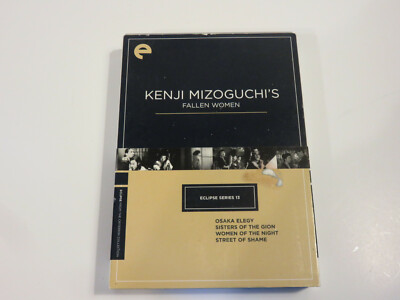 e
KENJI MIZOGUCHI'S
FALLEN WOMEN
ECLIPSE SERIES 13
OSAKA ELEGY
SISTERS OF THE GION
WOMEN OF THE NIGHT
STREET OF SHAME